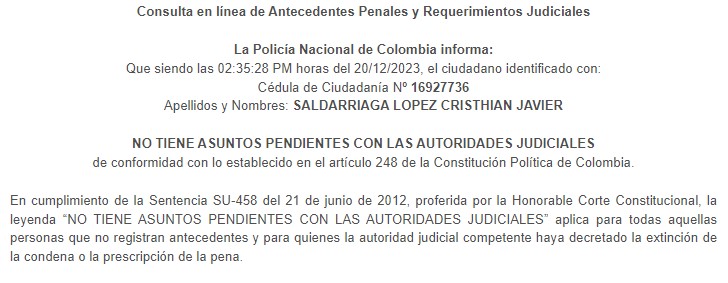 Consulta en línea de Antecedentes Penales y Requerimientos Judiciales
La Policía Nacional de Colombia informa:
Que siendo las 02:35:28 PM horas del 20/12/2023, el ciudadano identificado con:
Cédula de Ciudadanía Nº 16927736
Apellidos y Nombres: SALDARRIAGA LOPEZ CRISTHIAN JAVIER
NO TIENE ASUNTOS PENDIENTES CON LAS AUTORIDADES JUDICIALES
de conformidad con lo establecido en el artículo 248 de la Constitución Política de Colombia.
En cumplimiento de la Sentencia SU-458 del 21 de junio de 2012, proferida por la Honorable Corte Constitucional, la
leyenda “NO TIENE ASUNTOS PENDIENTES CON LAS AUTORIDADES JUDICIALES” aplica para todas aquellas
personas que no registran antecedentes y para quienes la autoridad judicial competente haya decretado la extinción de
la condena o la prescripción de la pena.